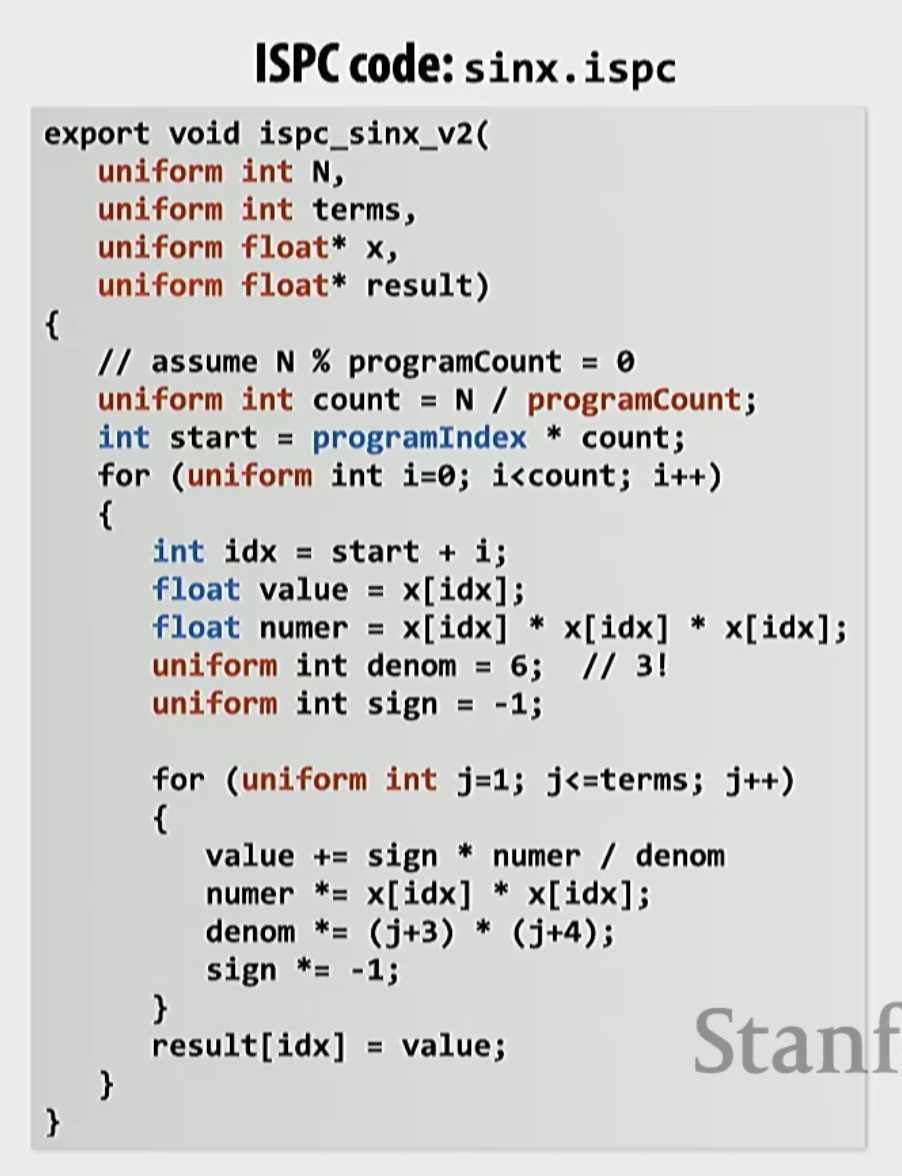 ISPC code: sinx.ispc
export void ispc_sinx_v2(
   uniform int N,
   uniform int terms,
   uniform float* x,
   uniform float* result)
{
   // assume N % programCount = 0
   uniform int count = N / programCount;
   int start = programIndex * count;
   for (uniform int i=0; i<count; i++)
   {
      int idx = start + i;
      float value = x[idx];
      float numer = x[idx] * x[idx] * x[idx];
      uniform int denom = 6;  // 3!
      uniform int sign = -1;

      for (uniform int j=1; j<=terms; j++)
      {
         value += sign * numer / denom
         numer *= x[idx] * x[idx];
         denom *= (j+3) * (j+4);
         sign *= -1;
      }
      result[idx] = value;
   }
}
Stanf